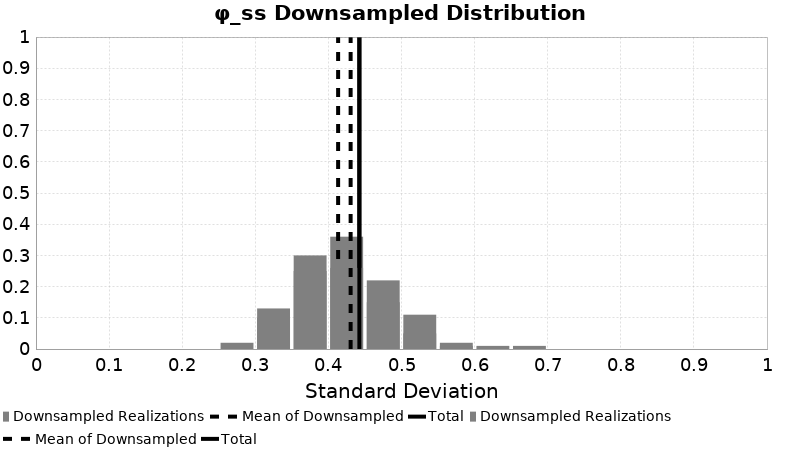 φ_ss Downsampled Distribution
1
0.9
0.8
0.7
0.6
0.5
0.4
0.3
0.2
0.1
0
0 0.1 0.2 0.3 0.4 0.5 0.6 0.7 0.8 0.9 1
Standard Deviation
Downsampled Realizations Mean of Downsampled Total Downsampled Realizations
Mean of Downsampled Total